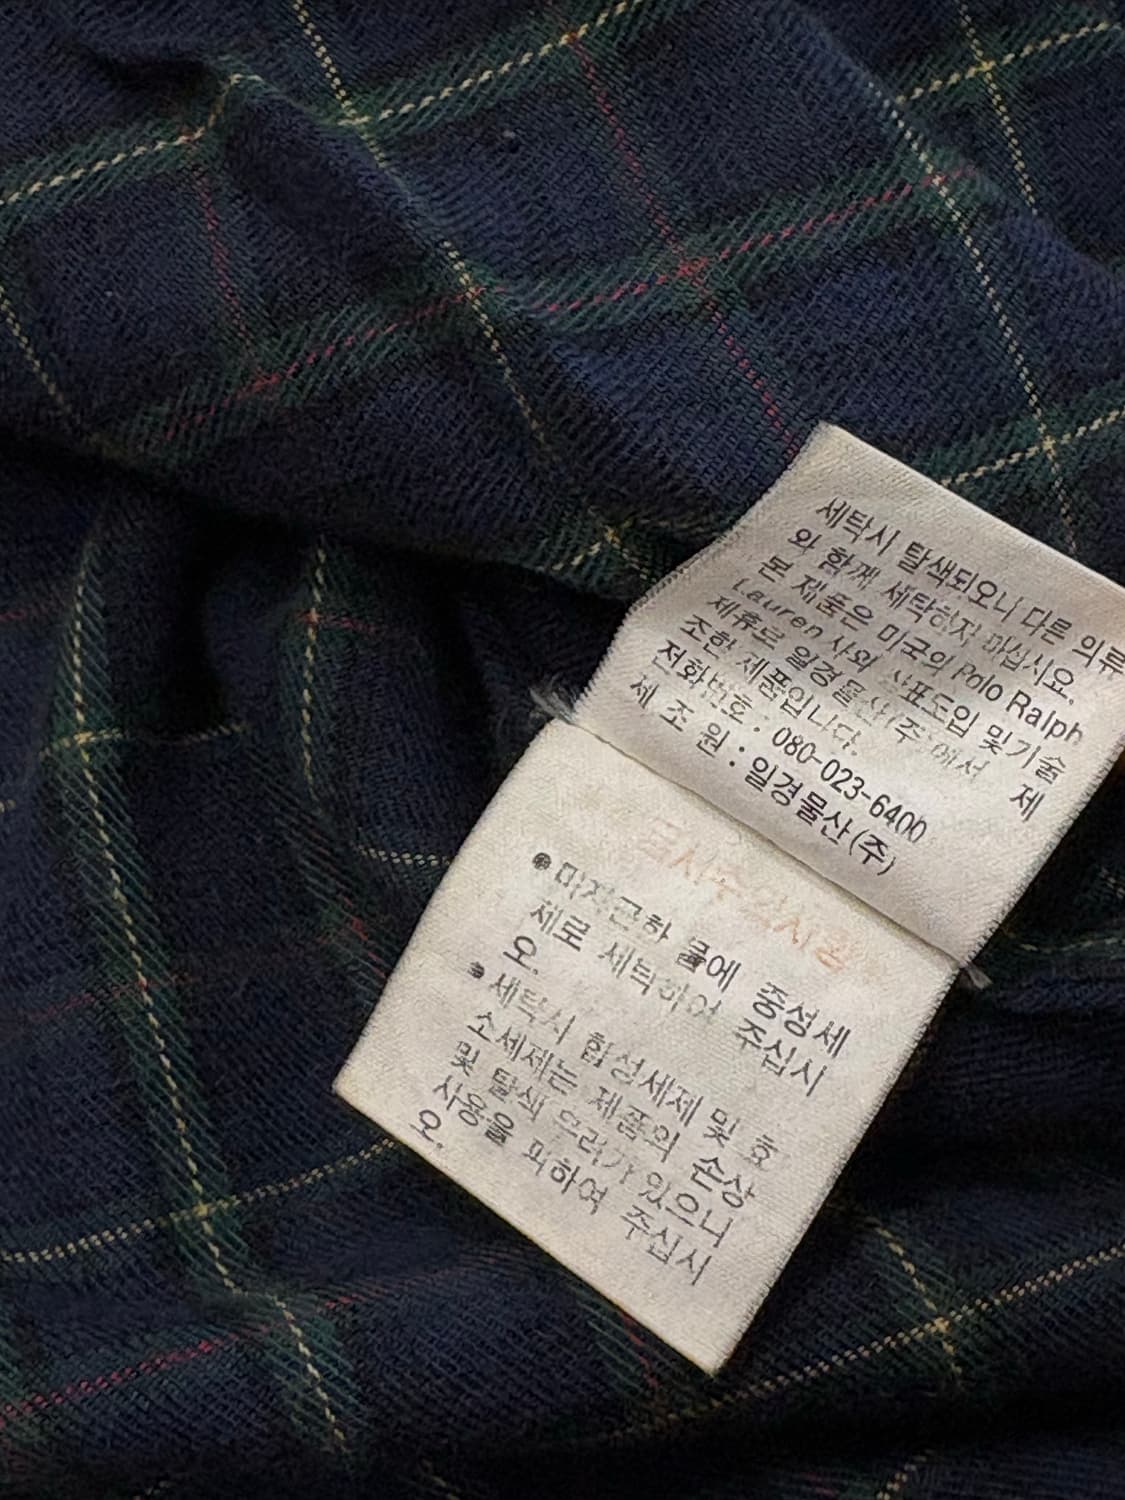 세탁시 탈색되오니 다른 의류
와 함께 세탁하지 마십시요.
본 제품은 미국의 Polo Ralph
Lauren 사와 상표도입 및 기술
제휴로 일경물산(주)에서 제
조한 제품입니다.
전화번호 : 080-023-6400
제 조 원 : 일경물산(주)
● 미지근한 물에 중성세
제로 세탁하여 주십시
오.
● 세탁시 합성세제 및 효
소세제는 제품의 손상
및 탈색 우려가 있으니
사용을 피하여 주십시
오.